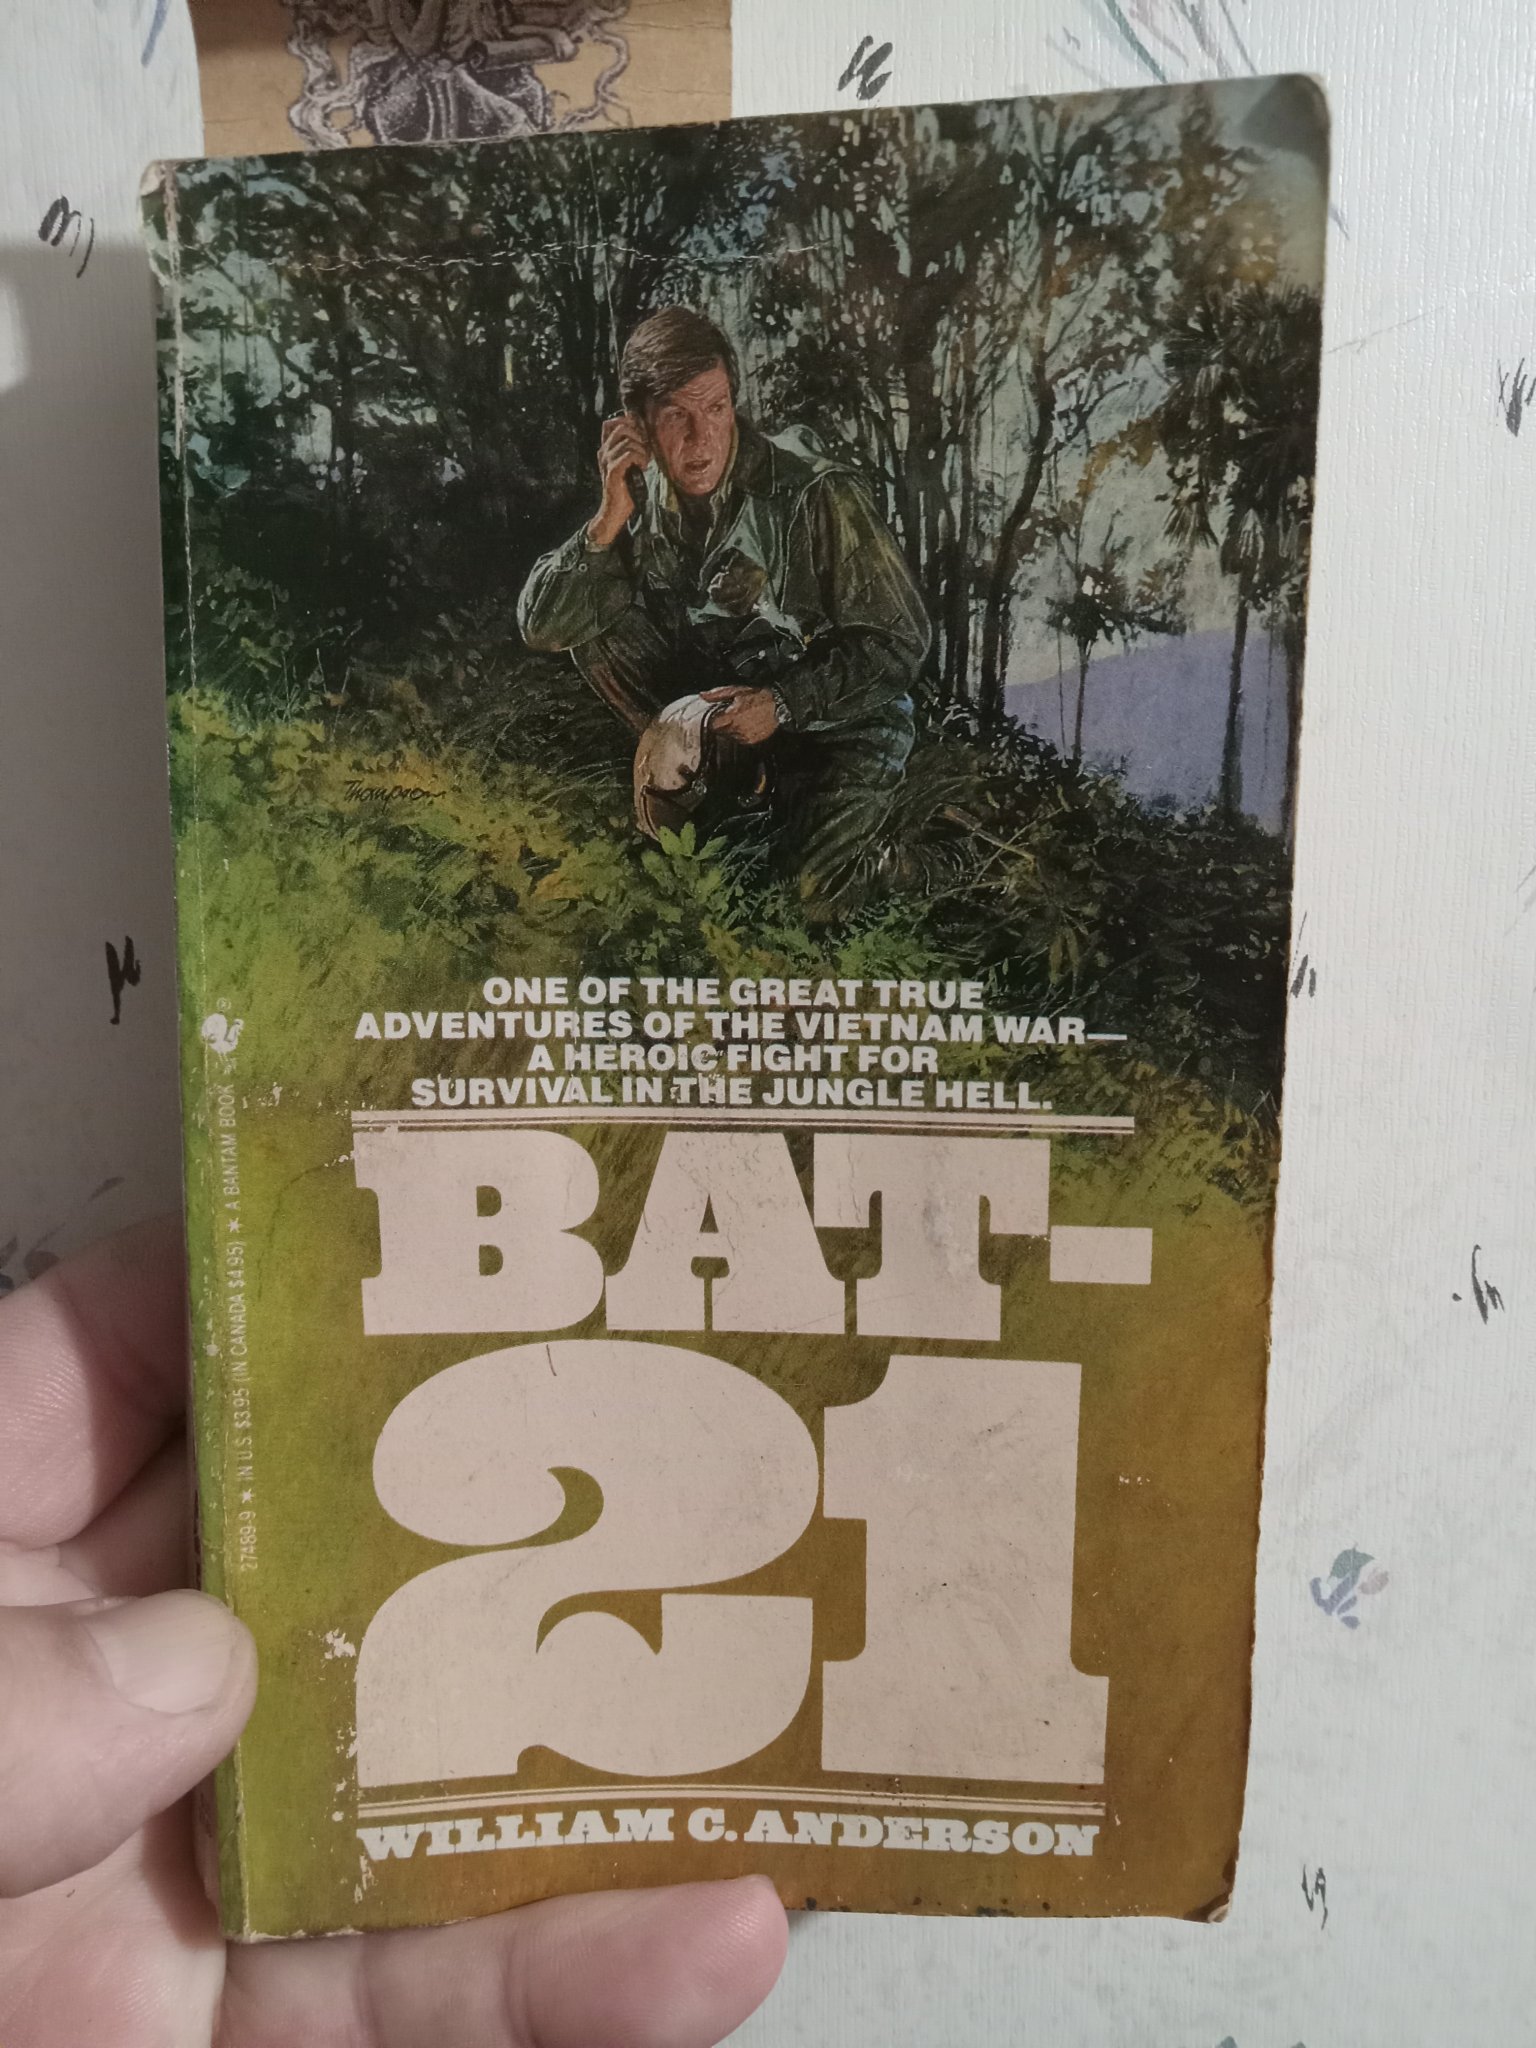 Thompson
ONE OF THE GREAT TRUE
ADVENTURES OF THE VIETNAM WAR—
A HEROIC FIGHT FOR
SURVIVAL IN THE JUNGLE HELL.
BAT-
21
WILLIAM C. ANDERSON
27489-9 ★ IN U.S. $3.95 (IN CANADA $4.95) ★ A BANTAM BOOK ®